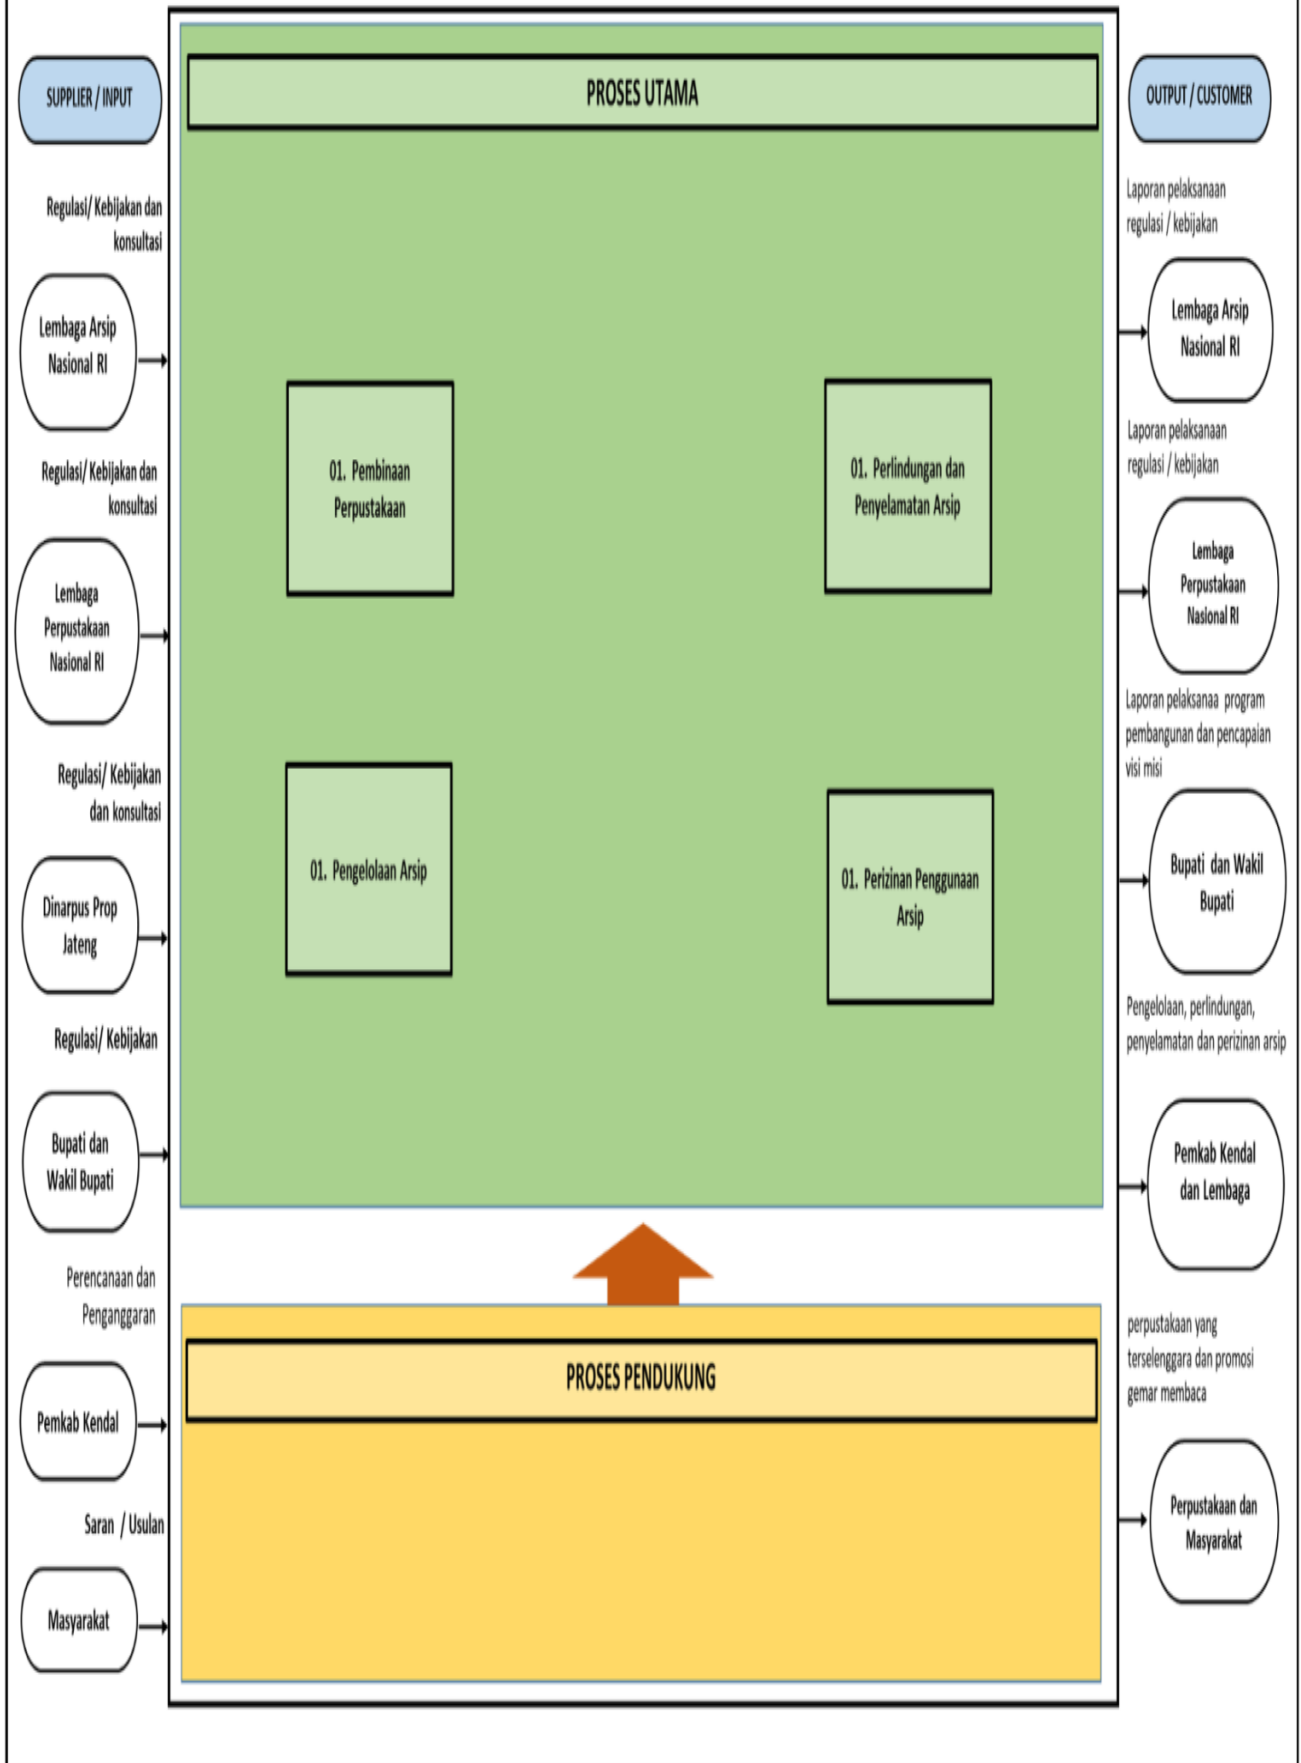 SUPPLIER / INPUT
Regulasi/ Kebijakan dan
konsultasi
Lembaga Arsip
Nasional RI
Regulasi/ Kebijakan dan
konsultasi
Lembaga
Perpustakaan
Nasional RI
Regulasi/ Kebijakan
dan konsultasi
Dinarpus Prop
Jateng
Regulasi/ Kebijakan
Bupati dan
Wakil Bupati
Perencanaan dan
Penganggaran
Pemkab Kendal
Saran / Usulan
Masyarakat
PROSES UTAMA
01. Pembinaan
Perpustakaan
01. Perlindungan dan
Penyelamatan Arsip
01. Pengelolaan Arsip
01. Perizinan Penggunaan
Arsip
PROSES PENDUKUNG
OUTPUT / CUSTOMER
Laporan pelaksanaan
regulasi / kebijakan
Lembaga Arsip
Nasional RI
Laporan pelaksanaan
regulasi / kebijakan
Lembaga
Perpustakaan
Nasional RI
Laporan pelaksanaa program
pembangunan dan pencapaian
visi misi
Bupati dan Wakil
Bupati
Pengelolaan, perlindungan,
penyelamatan dan perizinan arsip
Pemkab Kendal
dan Lembaga
perpustakaan yang
terselenggara dan promosi
gemar membaca
Perpustakaan dan
Masyarakat